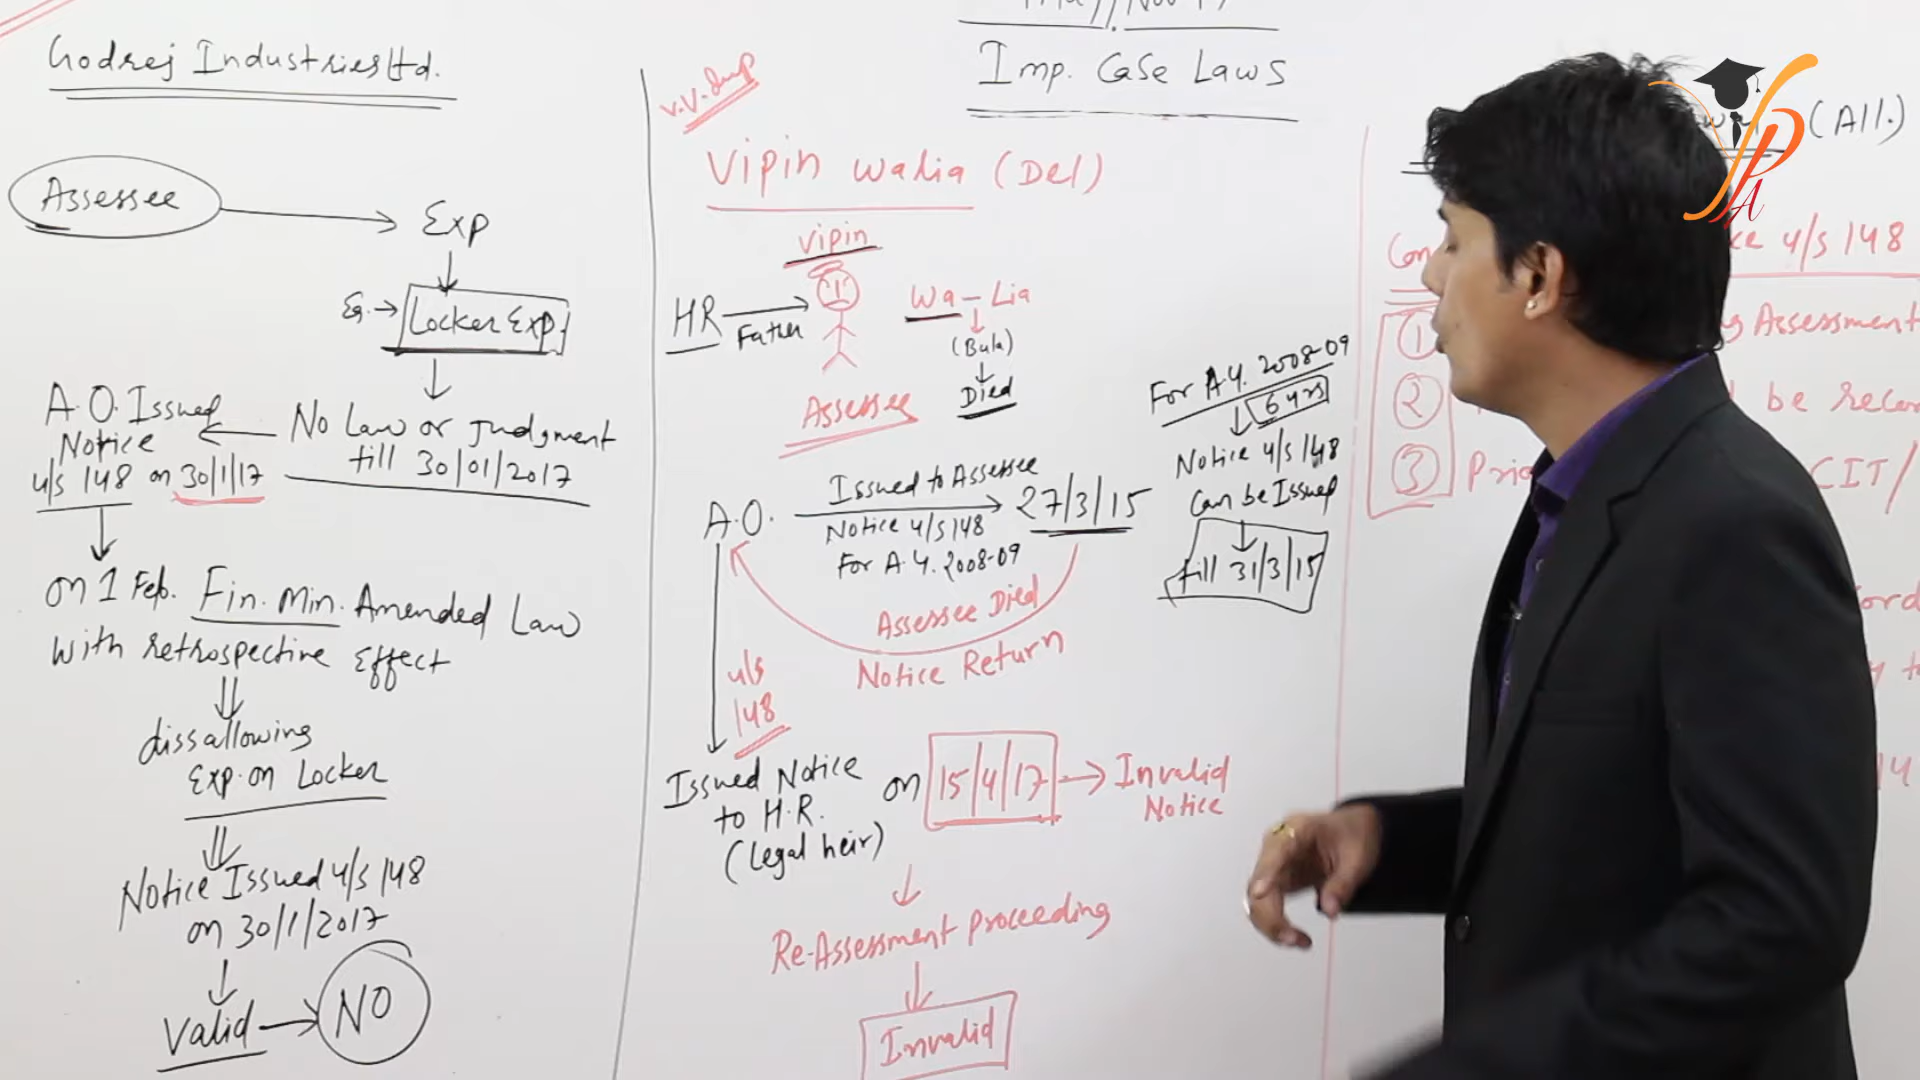 Imp. Case Laws
Godrej Industries Ltd.
Assessee
Exp
Eg.→ Locker Exp.
No Law or Judgment
till 30/01/2017
A.O. Issued
Notice
u/s 148 on 30/1/17
on 1 Feb. Fin. Min. Amended Law
with retrospective Effect
dissallowing
Exp. on Locker
Notice Issued u/s 148
on 30/1/2017
Valid → NO
V.V. Imp
Vipin Walia (Del)
Vipin
HR
Father
Wa - Lia
(Bula)
Died
Assessee
A.O.
Issued to Assessee
Notice u/s 148
For A.Y. 2008-09
27/3/15
Assessee Died
Notice Return
u/s
148
Issued Notice
to H.R.
(Legal heir)
on 15/4/17 → Invalid
Notice
Re-Assessment Proceeding
Invalid
For A.Y. 2008-09
6 yrs
Notice u/s 148
Can be Issued
till 31/3/15
(All.)
u/s 148
1
Assessment
2
be
3
CIT/
VPA